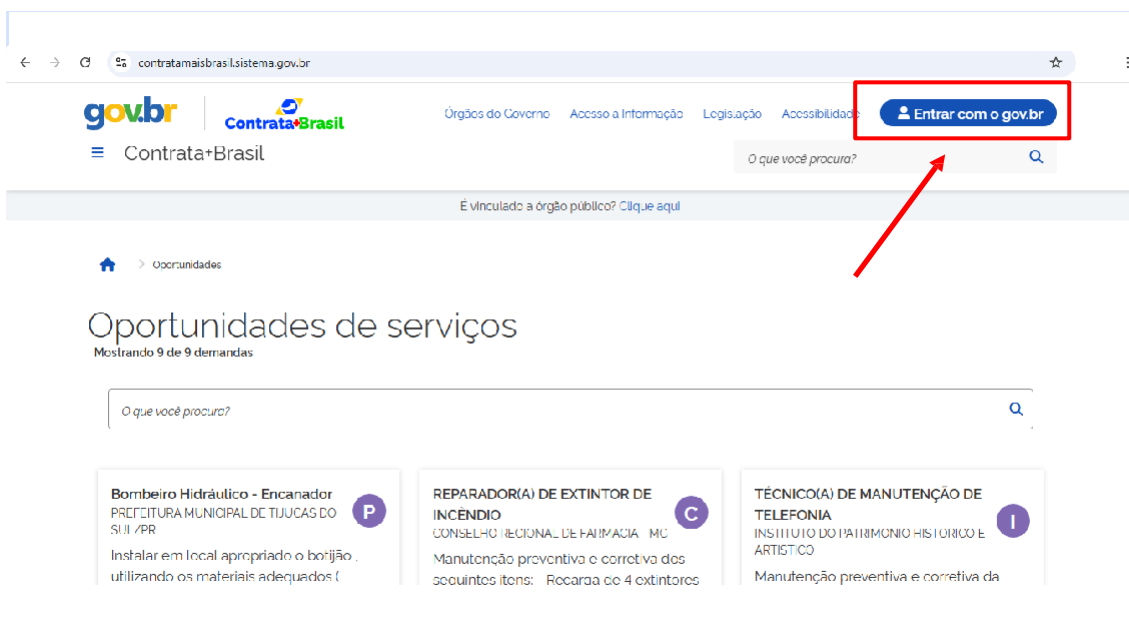 contratamaisbrasil.sistema.gov.br
gov.br
Contrata+Brasil
Órgãos do Governo Acesso a Informação Legislação Acessibilidade Entrar com o gov.br
Contrata+Brasil
O que você procura?
É vinculado a órgão público? Clique aqui
Oportunidades
Oportunidades de serviços
Mostrando 9 de 9 demandas
O que você procura?
Bombeiro Hidráulico - Encanador
PREFEITURA MUNICIPAL DE TIJUCAS DO
SUL/PR
P
Instalar em local apropriado o botijão ,
utilizando os materiais adequados (
REPARADOR(A) DE EXTINTOR DE
INCÊNDIO
CONSELHO REGIONAL DE FARMACIA MG
C
Manutenção preventiva e corretiva dos
seguintes itens: Recarga de 4 extintores
TÉCNICO(A) DE MANUTENÇÃO DE
TELEFONIA
INSTITUTO DO PATRIMONIO HISTORICO E
ARTISTICO
I
Manutenção preventiva e corretiva da